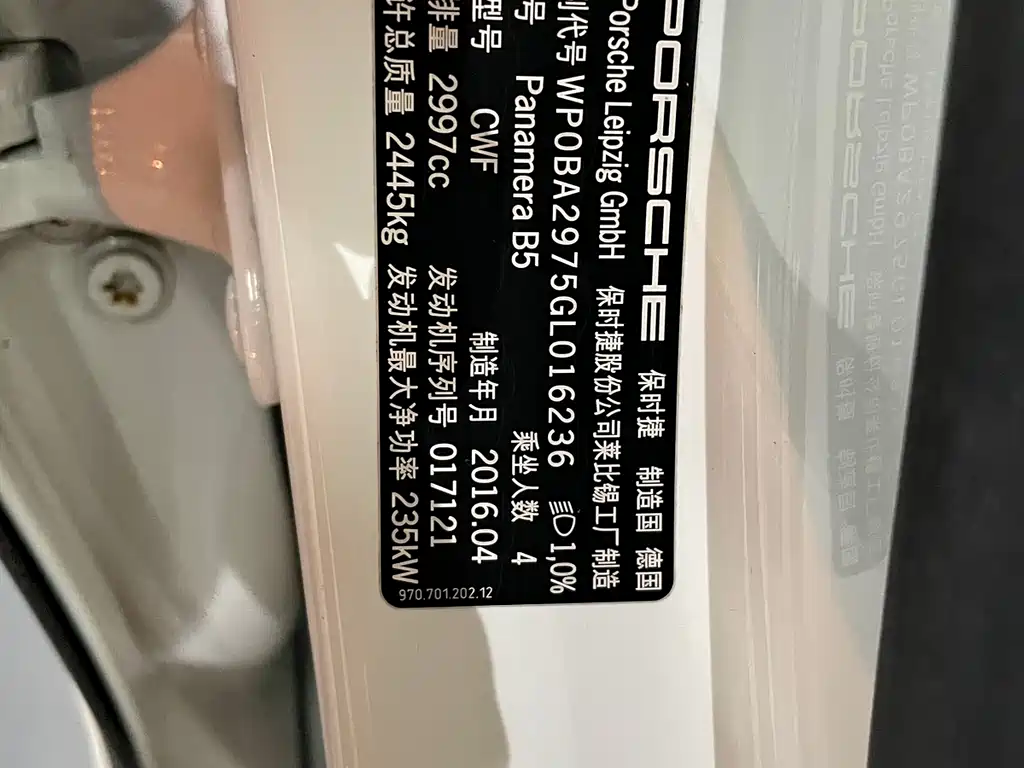 PORSCHE 保时捷 制造国 德国
Porsche Leipzig GmbH 保时捷股份公司莱比锡工厂制造
代号 WP0BA2975GL016236 1,0%
号 Panamera B5 乘坐人数 4
型号 CWF 制造年月 2016.04
排量 2997cc 发动机序列号 017121
许总质量 2445kg 发动机最大净功率 235kW
970.701.202.12